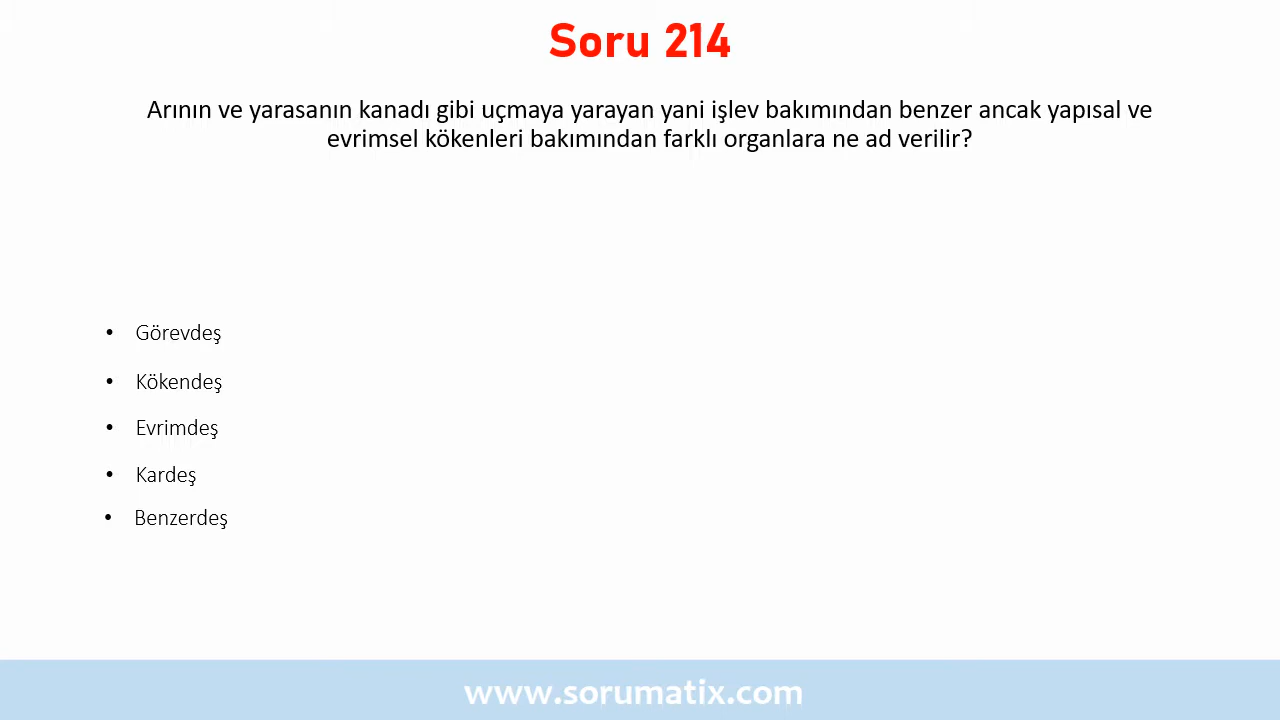 Soru 214
Arının ve yarasanın kanadı gibi uçmaya yarayan yani işlev bakımından benzer ancak yapısal ve
evrimsel kökenleri bakımından farklı organlara ne ad verilir?
• Görevdeş
• Kökendeş
• Evrimdeş
• Kardeş
• Benzerdeş
www.sorumatix.com